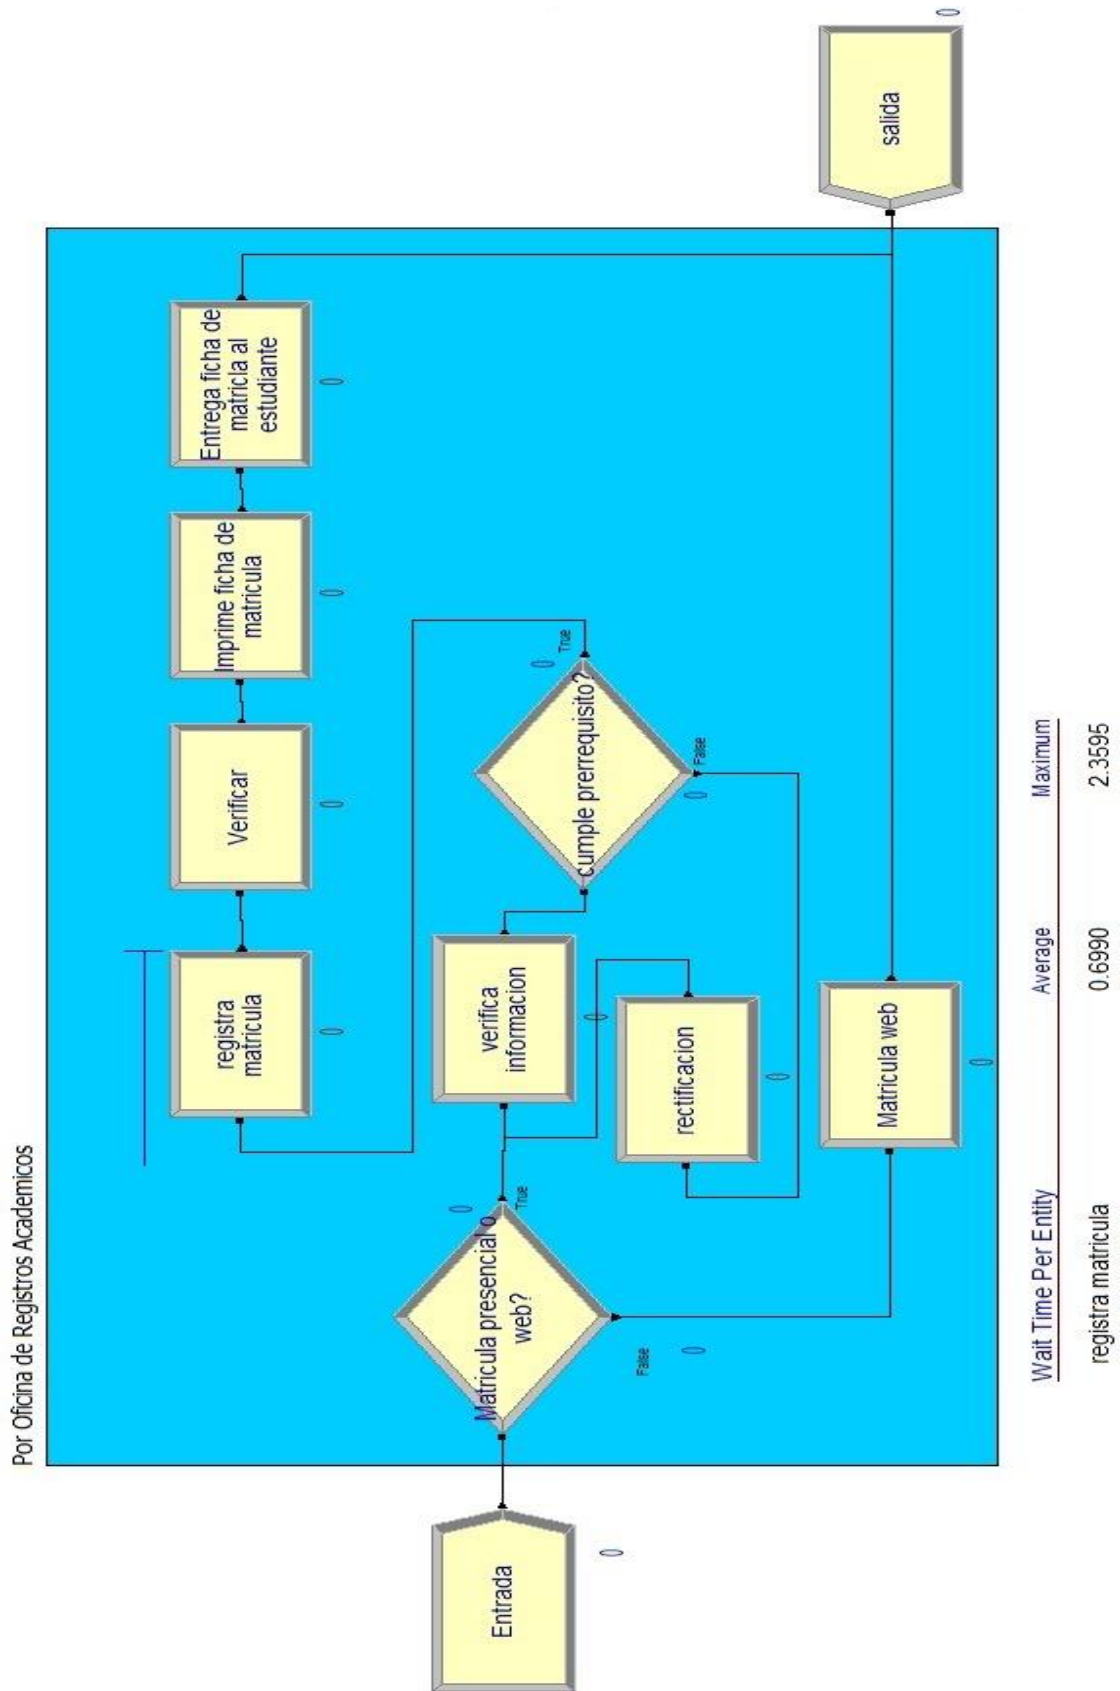 Por Oficina de Registros Academicos
Entrada
0
Matricula presencial o
web?
0
True
False
0
verifica
informacion
0
rectificacion
0
cumple prerrequisito?
0
True
False
0
registra
matricula
0
Verificar
0
Imprime ficha de
matricula
0
Entrega ficha de
matricla al
estudiante
0
Matricula web
0
salida
0
Wait Time Per Entity Average Maximum
registra matricula 0.6990 2.3595